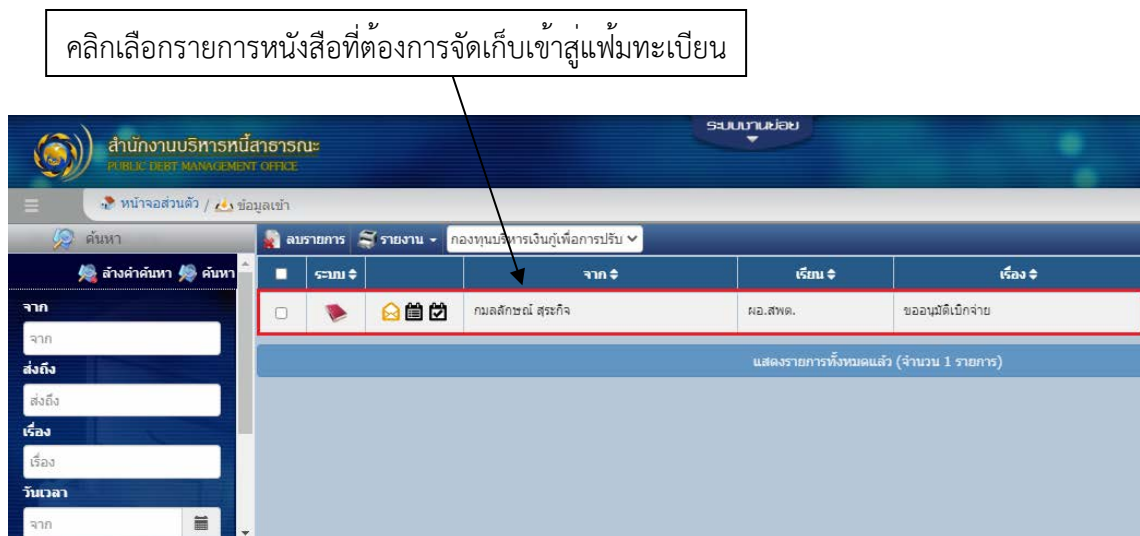 คลิกเลือกรายการหนังสือที่ต้องการจัดเก็บเข้าสู่แฟ้มทะเบียน
ระบบงานย่อย
สำนักงานบริหารหนี้สาธารณะ
PUBLIC DEBT MANAGEMENT OFFICE
หน้าจอส่วนตัว / ข้อมูลเข้า
ค้นหา
ลบรายการ รายงาน กองทุนบริหารเงินกู้เพื่อการปรับ
ล้างคำค้นหา ค้นหา
ระบบ จาก เรียน เรื่อง
กมลลักษณ์ สุระกิจ ผอ.สพด. ขออนุมัติเบิกจ่าย
แสดงรายการทั้งหมดแล้ว (จำนวน 1 รายการ)
จาก
จาก
ส่งถึง
ส่งถึง
เรื่อง
เรื่อง
วันเวลา
จาก